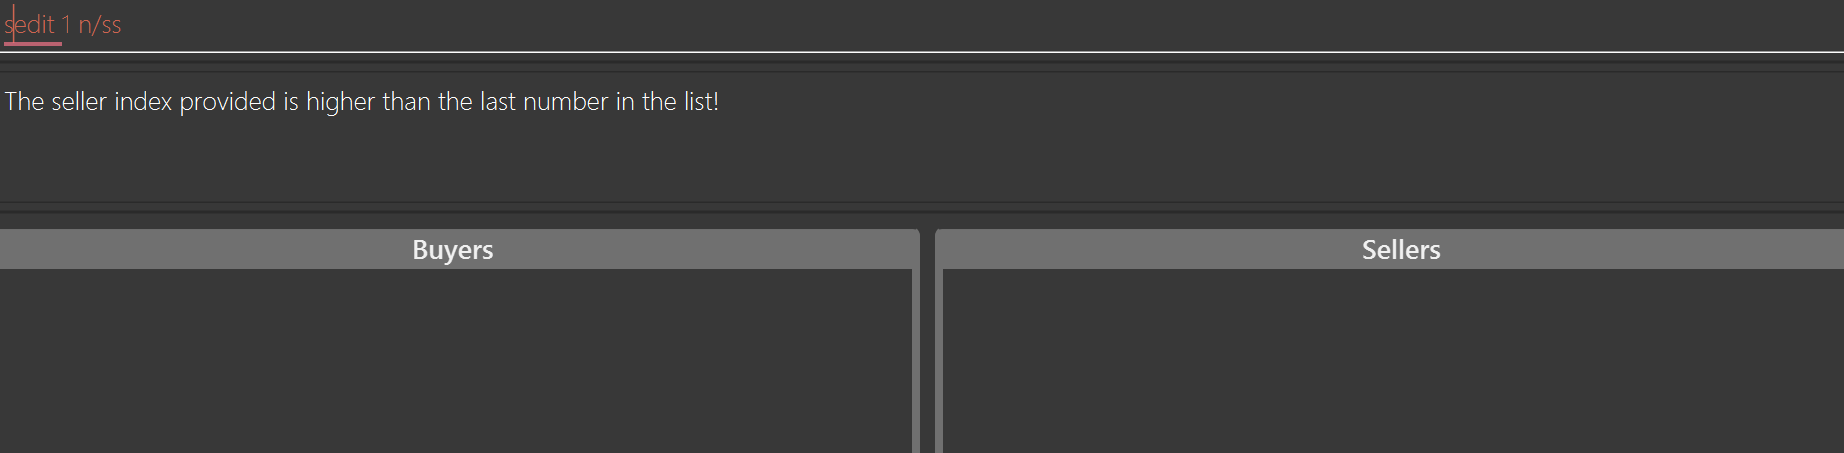 sedit 1 n/ss
The seller index provided is higher than the last number in the list!
Buyers
Sellers